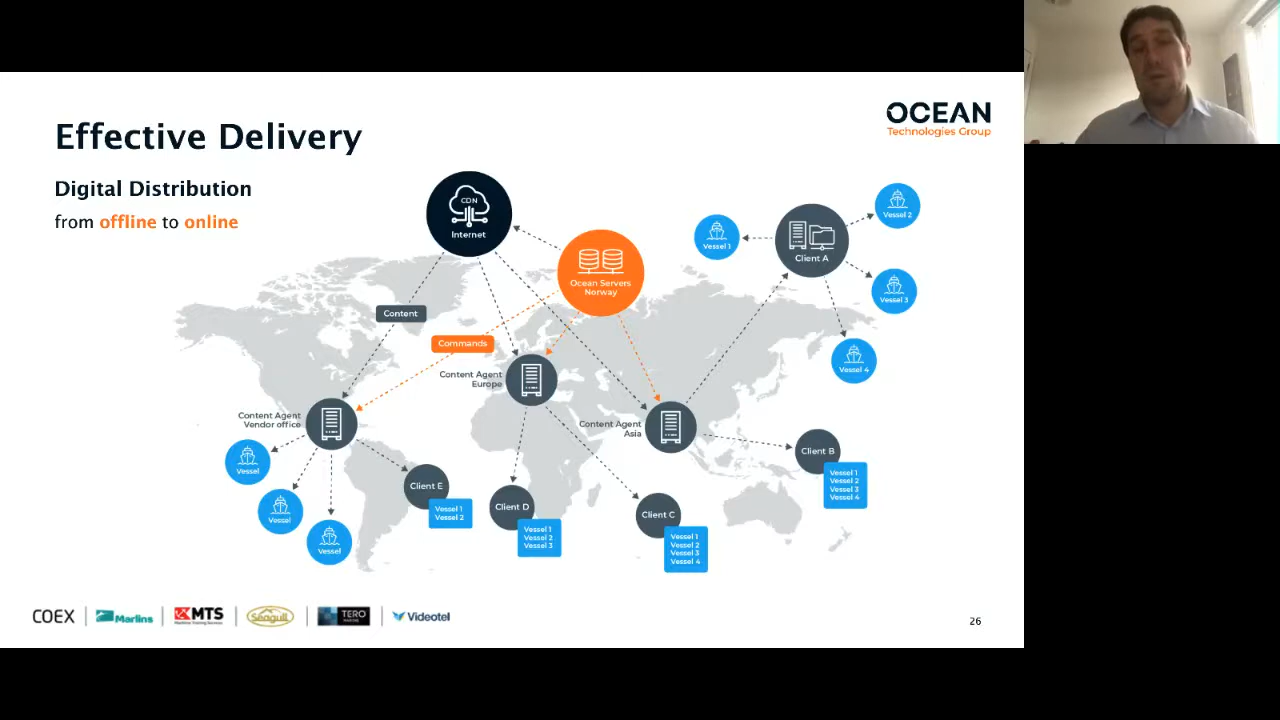 Effective Delivery
OCEAN
Technologies Group
Digital Distribution
from offline to online
CDN
Internet
Ocean Servers
Norway
Vessel 1
Client A
Vessel 2
Vessel 3
Vessel 4
Content
Commands
Content Agent
Europe
Content Agent
Vendor office
Content Agent
Asia
Vessel
Vessel
Vessel
Client E
Vessel 1
Vessel 2
Client D
Vessel 1
Vessel 2
Vessel 3
Client C
Vessel 1
Vessel 2
Vessel 3
Vessel 4
Client B
Vessel 1
Vessel 2
Vessel 3
Vessel 4
COEX
Marlins
MTS
Maritime Training Services
Seagull
TERO
MARINE
Videotel
26